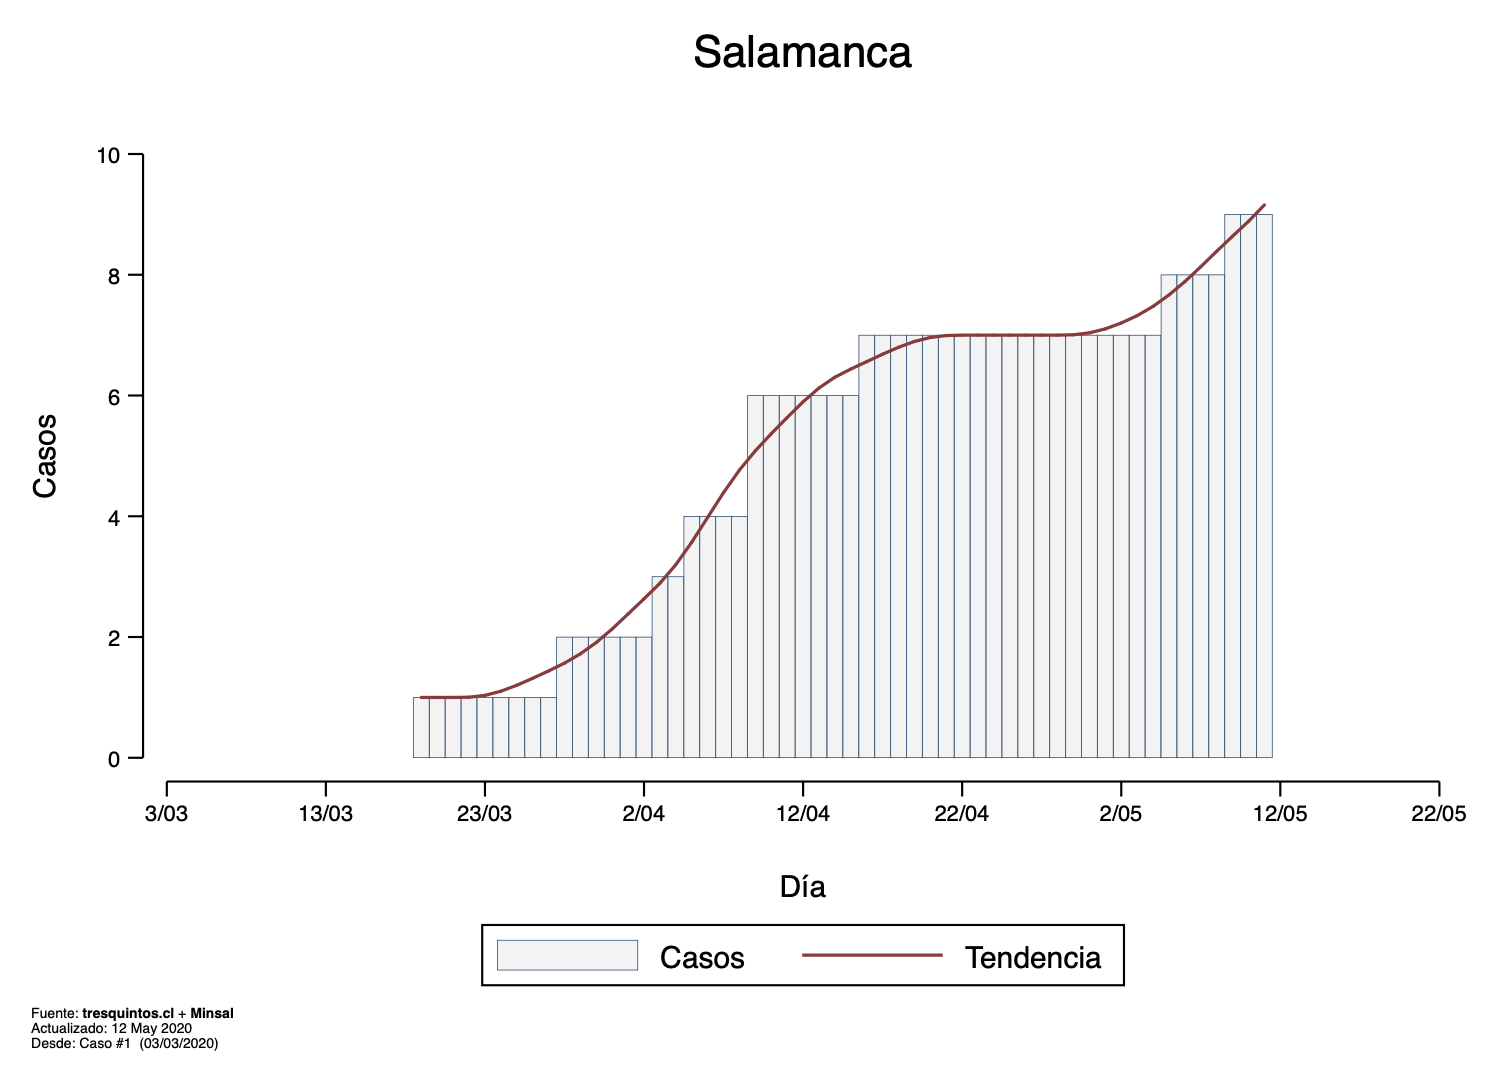 Salamanca
10
8
6
4
2
0
Casos
3/03 13/03 23/03 2/04 12/04 22/04 2/05 12/05 22/05
Día
Casos Tendencia
Fuente: tresquintos.cl + Minsal
Actualizado: 12 May 2020
Desde: Caso #1 (03/03/2020)